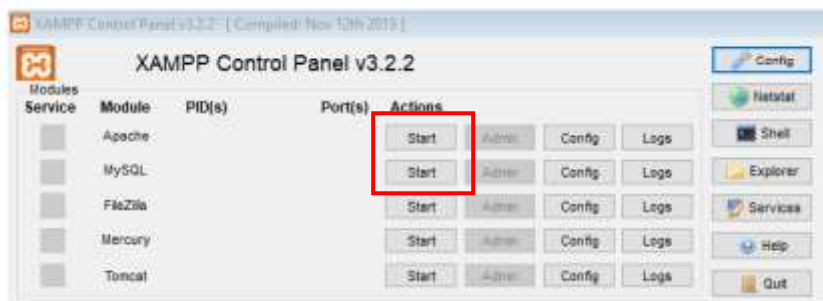 XAMPP Control Panel v3.2.2 [ Compiled: Nov 12th 2015 ]
XAMPP Control Panel v3.2.2
Config
Modules
Service Module PID(s) Port(s) Actions
Netstat
Apache Start Admin Config Logs
Shell
MySQL Start Admin Config Logs
Explorer
FileZilla Start Admin Config Logs
Services
Mercury Start Admin Config Logs
Help
Tomcat Start Admin Config Logs
Quit